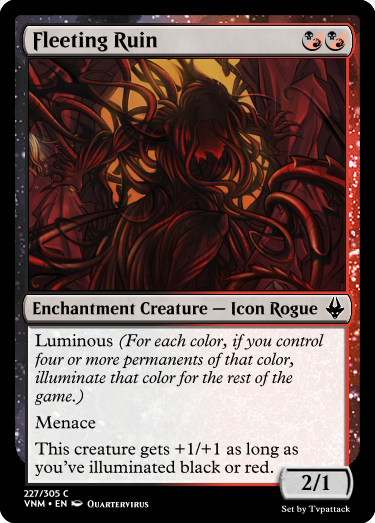 Fleeting Ruin
Enchantment Creature — Icon Rogue
Luminous (For each color, if you control
four or more permanents of that color,
illuminate that color for the rest of the
game.)
Menace
This creature gets +1/+1 as long as
you've illuminated black or red.
2/1
227/305 C
VNM • EN Quartervirus
Set by Tvpattack